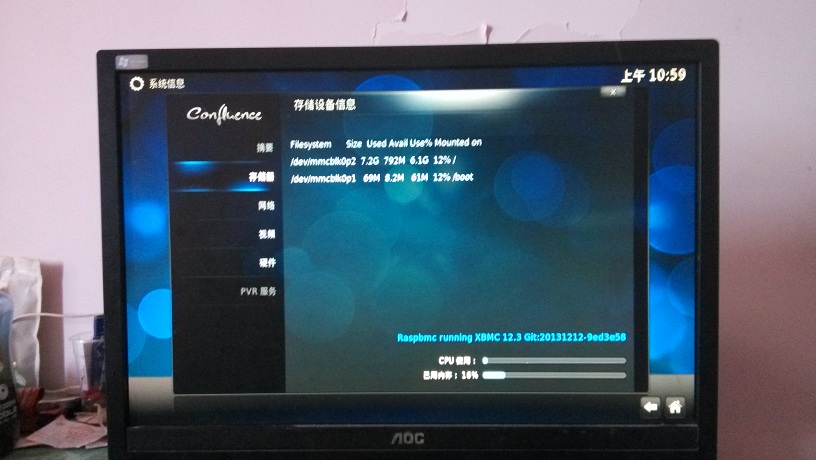 系统信息
上午 10:59
Confluence
存储设备信息
摘要
存储器
网络
视频
硬件
PVR 服务
Filesystem Size Used Avail Use% Mounted on
/dev/mmcblk0p2 7.2G 792M 6.1G 12% /
/dev/mmcblk0p1 69M 8.2M 61M 12% /boot
Raspbmc running XBMC 12.3 Git:20131212-9ed3e58
CPU 使用：
已用内存：16%
AOC